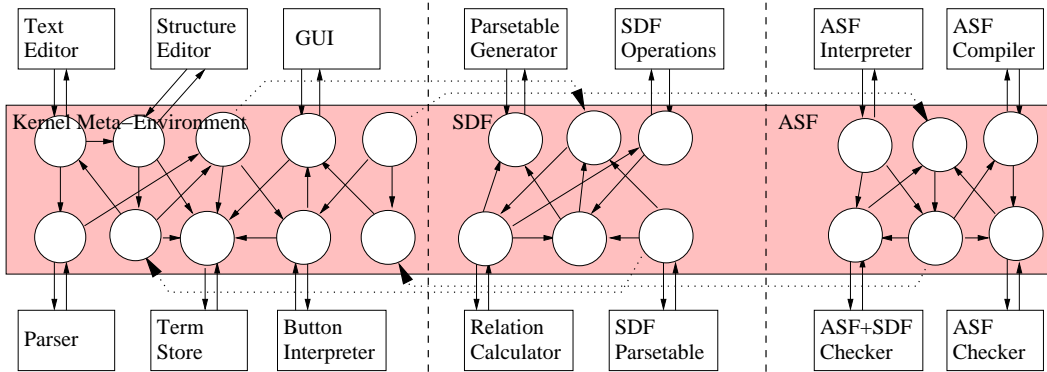 Text
Editor
Structure
Editor
GUI
Parsetable
Generator
SDF
Operations
ASF
Interpreter
ASF
Compiler
Kernel Meta−Environment
SDF
ASF
Parser
Term
Store
Button
Interpreter
Relation
Calculator
SDF
Parsetable
ASF+SDF
Checker
ASF
Checker